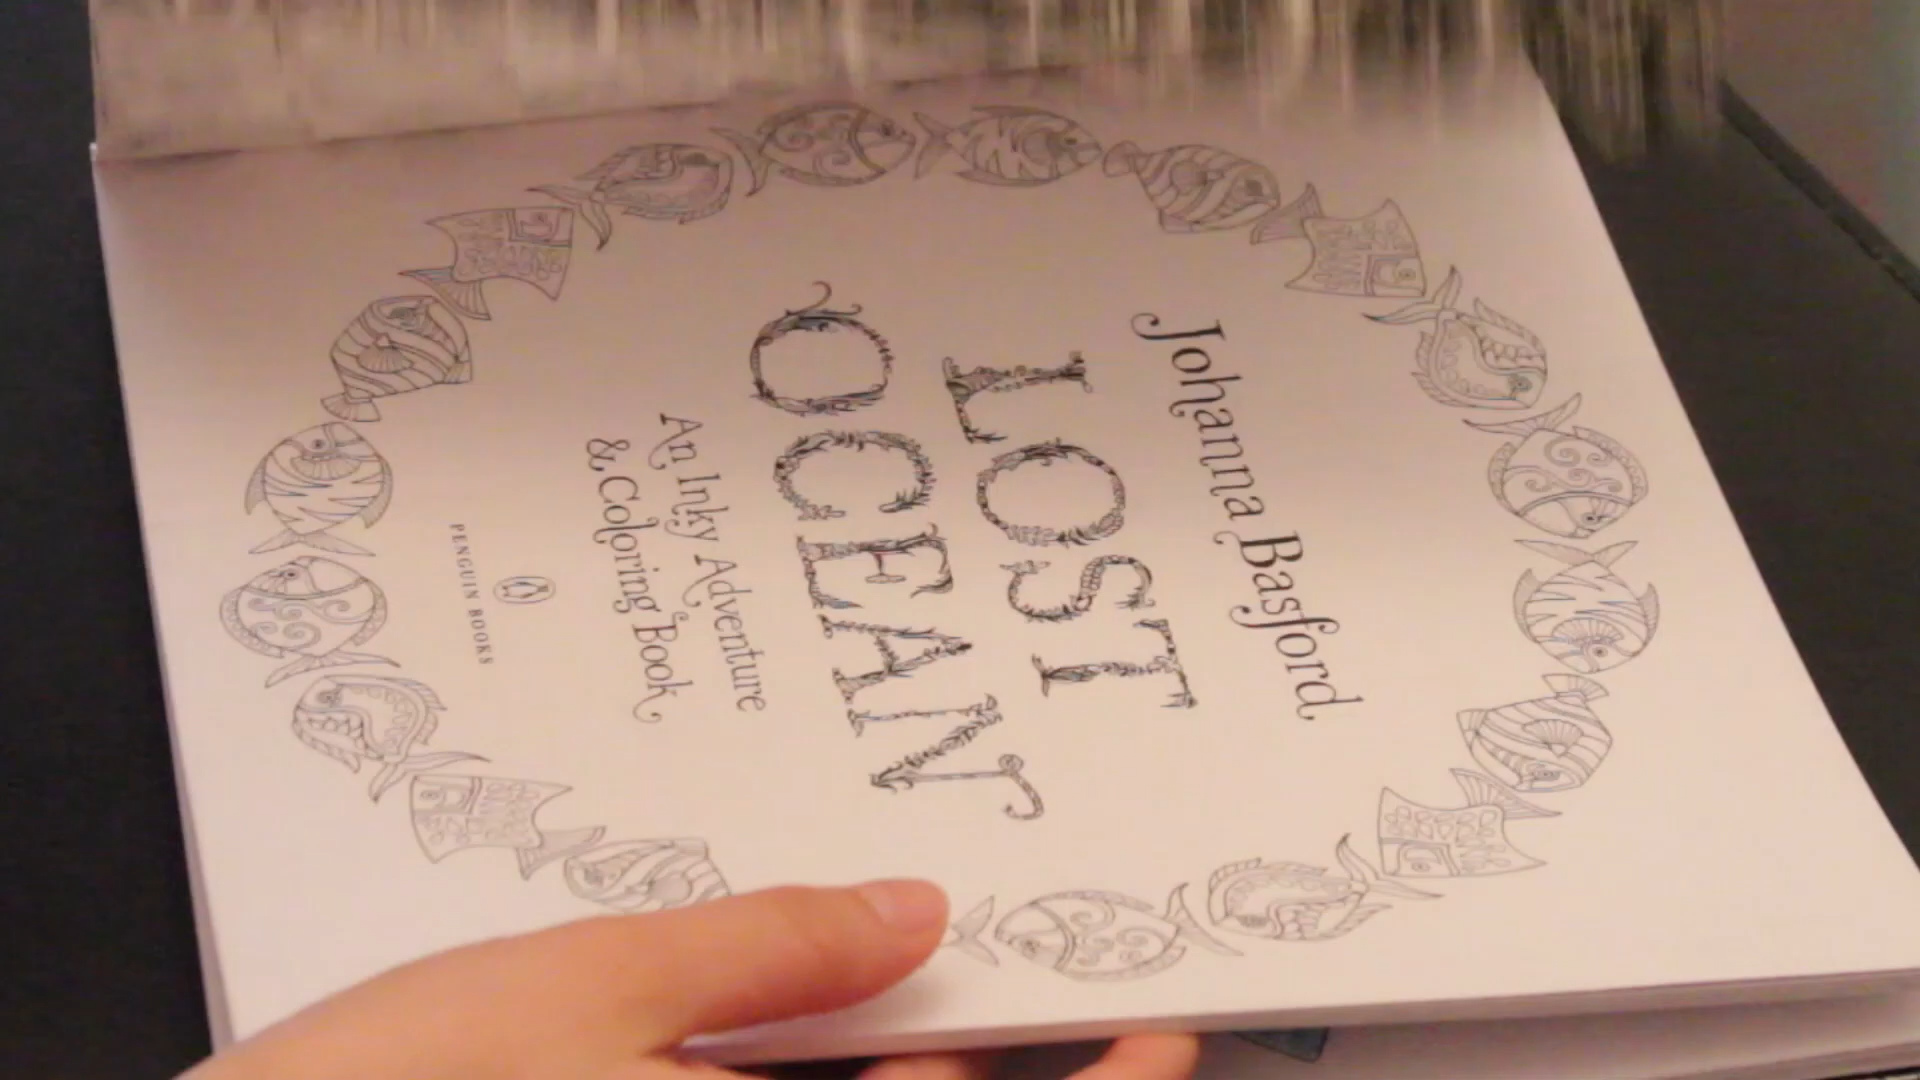 Johanna Basford
LOST
OCEAN
An Inky Adventure
& Coloring Book
PENGUIN BOOKS